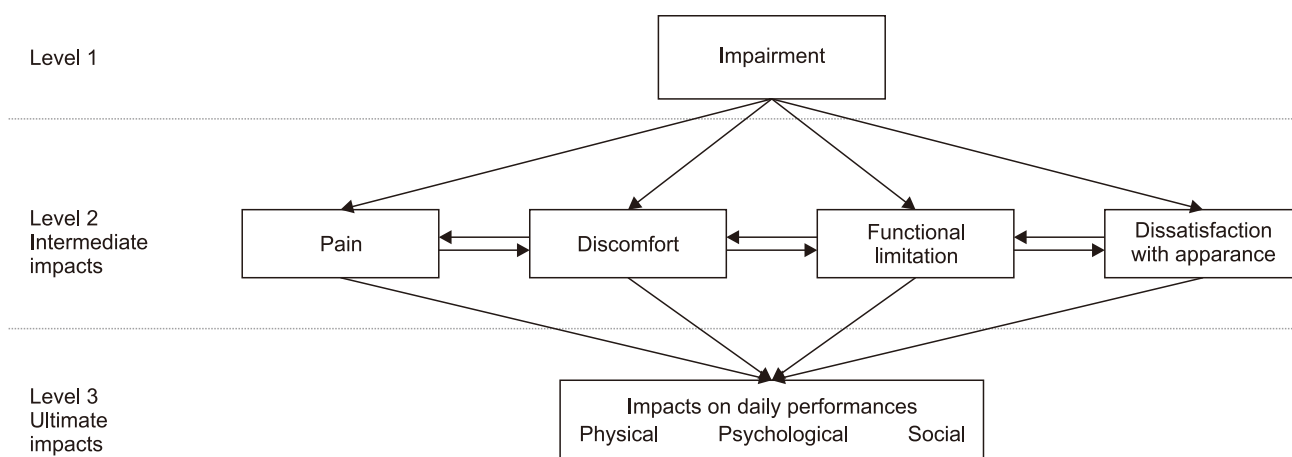 Level 1
Impairment
Level 2
Intermediate
impacts
Pain
Discomfort
Functional
limitation
Dissatisfaction
with apparance
Level 3
Ultimate
impacts
Impacts on daily performances
Physical Psychological Social